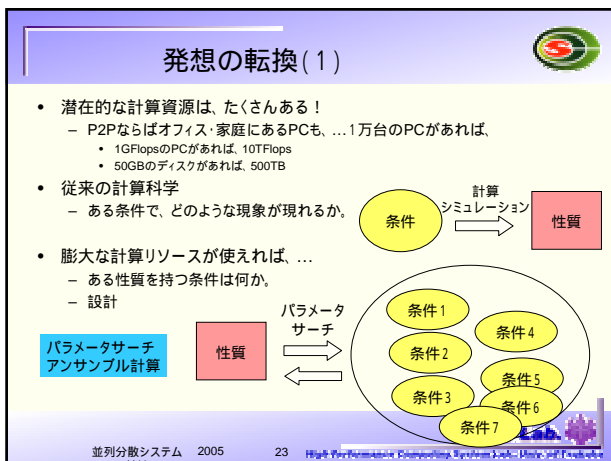 発想の転換(1)
• 潜在的な計算資源は、たくさんある！
– P2Pならばオフィス・家庭にあるPCも、…1万台のPCがあれば、
• 1GFlopsのPCがあれば、10TFlops
• 50GBのディスクがあれば、500TB
• 従来の計算科学
– ある条件で、どのような現象が現れるか。
条件
計算
シミュレーション
性質
• 膨大な計算リソースが使えれば、…
– ある性質を持つ条件は何か。
– 設計
パラメータサーチ
アンサンブル計算
性質
パラメータ
サーチ
条件1
条件2
条件3
条件4
条件5
条件6
条件7
Lab.
並列分散システム 2005
23
High Performance Computing System Lab. Univ. of Tsukuba